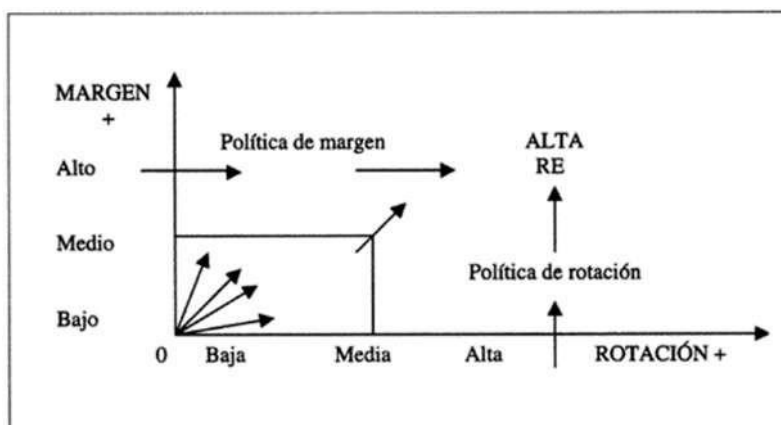 MARGEN
+
Política de margen
ALTA
RE
Alto
Medio
Política de rotación
Bajo
0 Baja Media Alta ROTACIÓN +